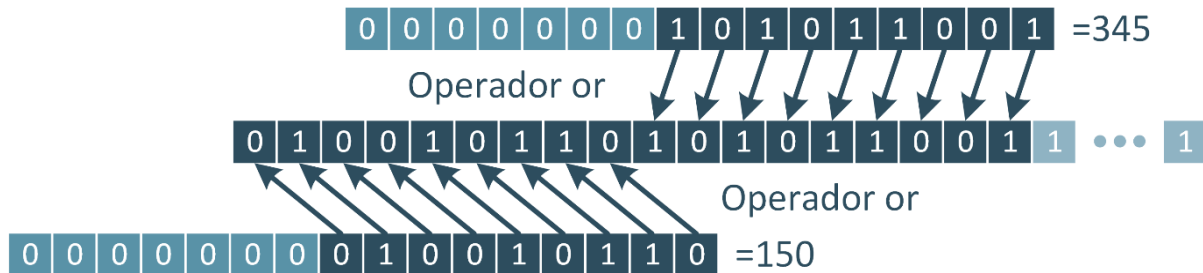 0 0 0 0 0 0 0 1 0 1 0 1 1 0 0 1 =345
Operador or
0 1 0 0 1 0 1 1 0 1 0 1 0 1 1 0 0 1 1 ••• 1
Operador or
0 0 0 0 0 0 0 0 1 0 0 1 0 1 1 0 =150